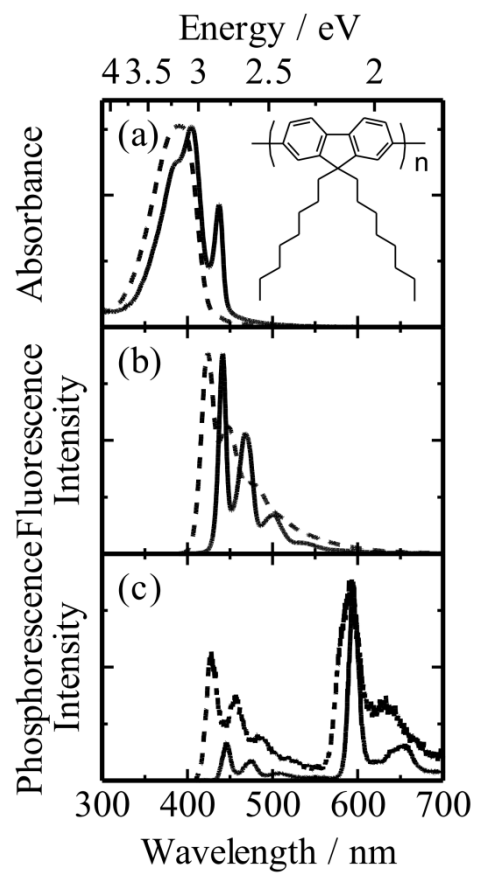 Energy / eV
4 3.5 3 2.5 2
(a)
n
Absorbance
(b)
Fluorescence
Intensity
(c)
Phosphorescence
Intensity
300 400 500 600 700
Wavelength / nm